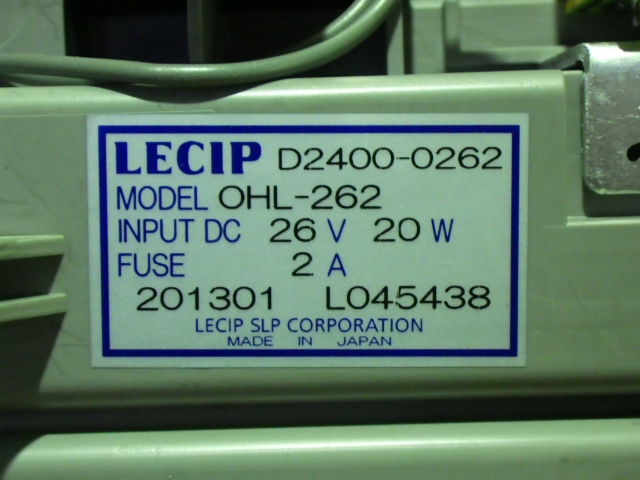 LECIP D2400-0262
MODEL OHL-262
INPUT DC 26 V 20 W
FUSE 2 A
201301 L045438
LECIP SLP CORPORATION
MADE IN JAPAN